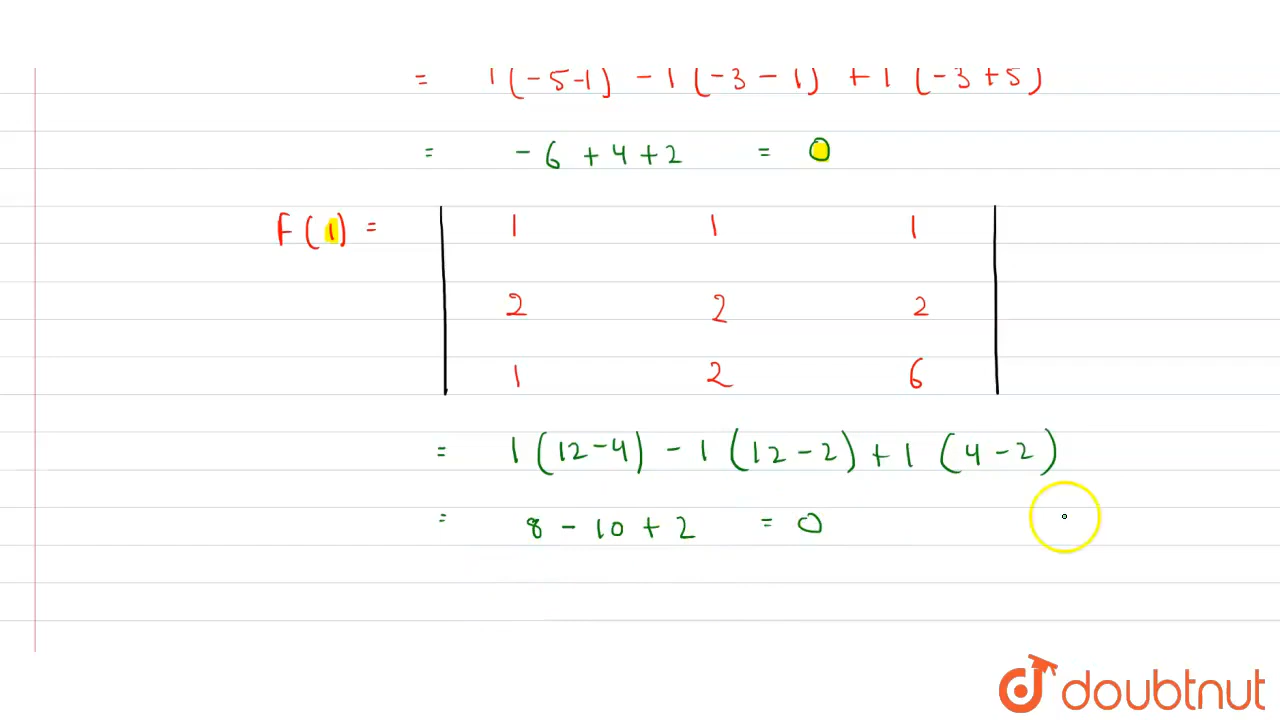 = 1(-5-1) -1(-3-1) +1(-3+5)
= -6+4+2 = 0
F(1) = | 1 1 1 |
| 2 2 2 |
| 1 2 6 |
= 1(12-4) -1(12-2)+1(4-2)
= 8-10+2 = 0
doubtnut